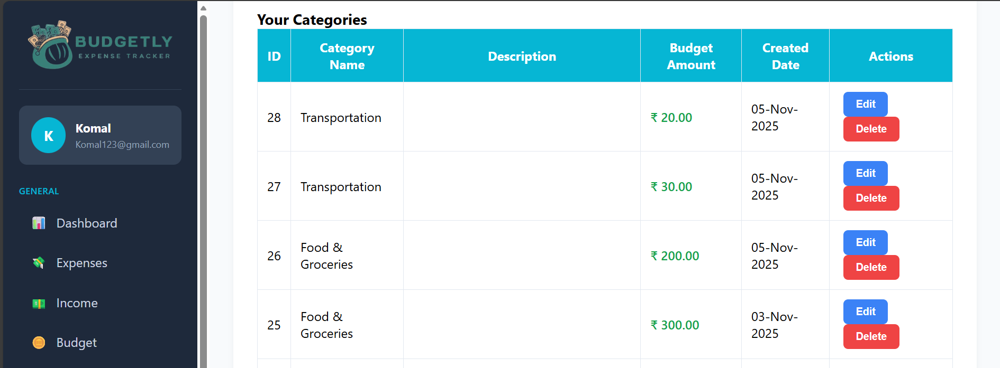 BUDGETLY
EXPENSE TRACKER
K
Komal
Komal123@gmail.com
GENERAL
Dashboard
Expenses
Income
Budget
Your Categories
ID
Category
Name
Description
Budget
Amount
Created
Date
Actions
28
Transportation
₹ 20.00
05-Nov-
2025
Edit
Delete
27
Transportation
₹ 30.00
05-Nov-
2025
Edit
Delete
26
Food &
Groceries
₹ 200.00
05-Nov-
2025
Edit
Delete
25
Food &
Groceries
₹ 300.00
03-Nov-
2025
Edit
Delete